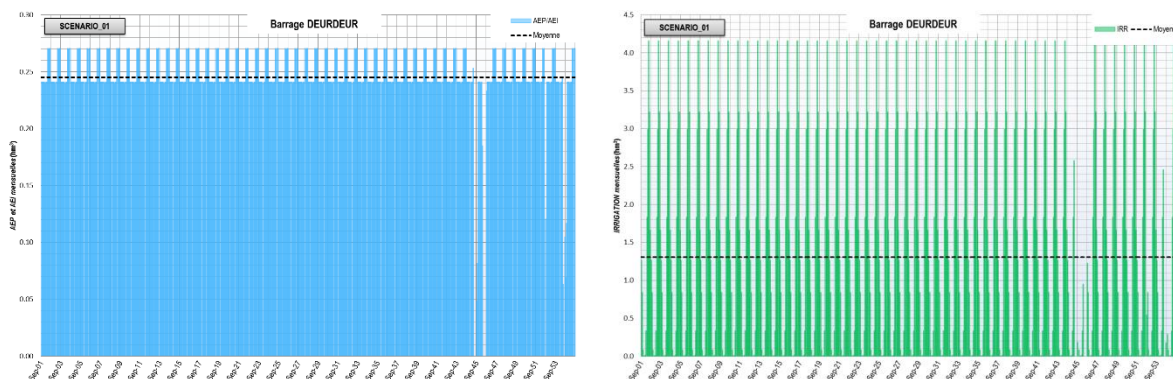 SCENARIO_01
Barrage DEURDEUR
AEP/AEI
Moyenne
AEP et AEI mensuelles (hm³)
0.30
0.25
0.20
0.15
0.10
0.05
0.00
Sep-01 Sep-03 Sep-05 Sep-07 Sep-09 Sep-11 Sep-13 Sep-15 Sep-17 Sep-19 Sep-21 Sep-23 Sep-25 Sep-27 Sep-29 Sep-31 Sep-33 Sep-35 Sep-37 Sep-39 Sep-41 Sep-43 Sep-45 Sep-47 Sep-49 Sep-51 Sep-53
SCENARIO_01
Barrage DEURDEUR
IRR Moyen
IRRIGATION mensuelles (hm³)
4.5
4.0
3.5
3.0
2.5
2.0
1.5
1.0
0.5
0.0
Sep-01 Sep-03 Sep-05 Sep-07 Sep-09 Sep-11 Sep-13 Sep-15 Sep-17 Sep-19 Sep-21 Sep-23 Sep-25 Sep-27 Sep-29 Sep-31 Sep-33 Sep-35 Sep-37 Sep-39 Sep-41 Sep-43 Sep-45 Sep-47 Sep-49 Sep-51 Sep-53